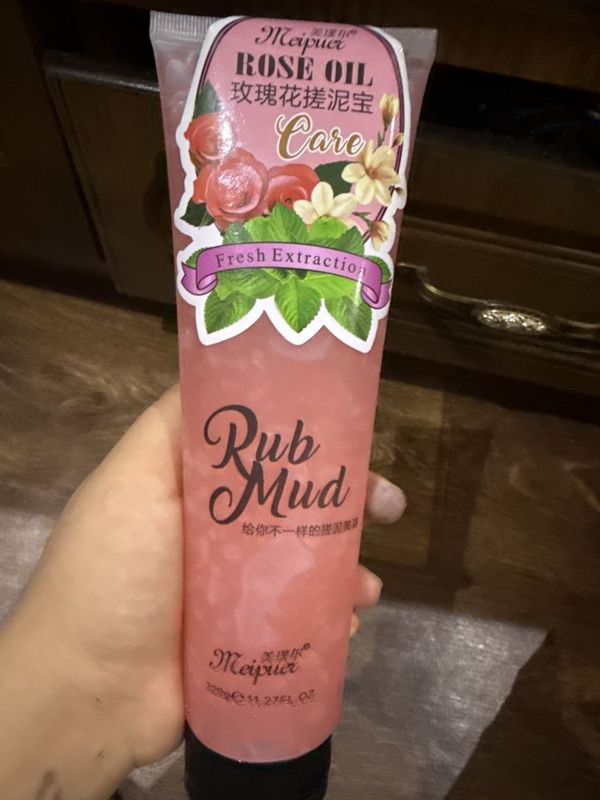 美璞尔®
Meipuer
ROSE OIL
玫瑰花搓泥宝
Care
Fresh Extraction
Rub
Mud
给你不一样的搓泥美浴
美璞尔®
Meipuer
320g℮11.27FL.OZ